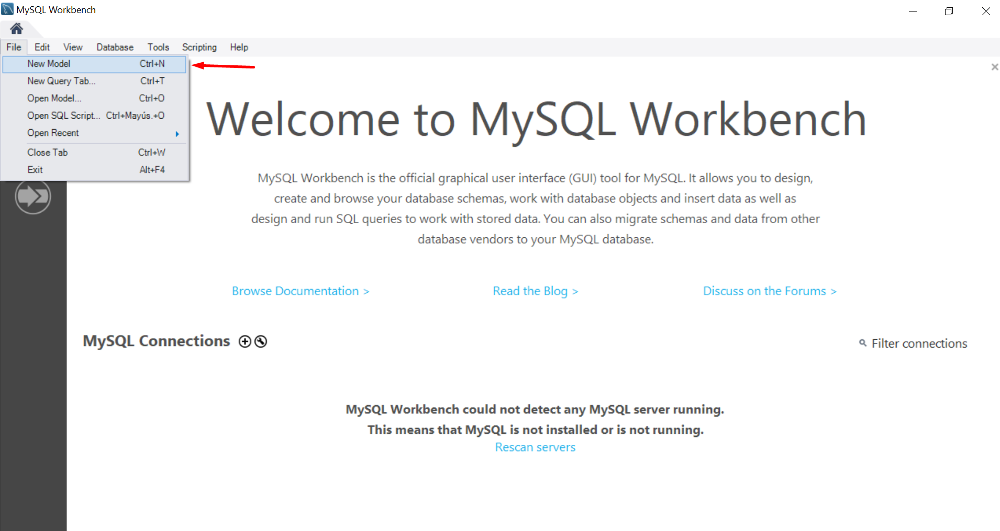 MySQL Workbench
File Edit View Database Tools Scripting Help
New Model Ctrl+N
New Query Tab... Ctrl+T
Open Model... Ctrl+O
Open SQL Script... Ctrl+Mayús.+O
Open Recent
Close Tab Ctrl+W
Exit Alt+F4
Welcome to MySQL Workbench
MySQL Workbench is the official graphical user interface (GUI) tool for MySQL. It allows you to design,
create and browse your database schemas, work with database objects and insert data as well as
design and run SQL queries to work with stored data. You can also migrate schemas and data from other
database vendors to your MySQL database.
Browse Documentation > Read the Blog > Discuss on the Forums >
MySQL Connections Filter connections
MySQL Workbench could not detect any MySQL server running.
This means that MySQL is not installed or is not running.
Rescan servers